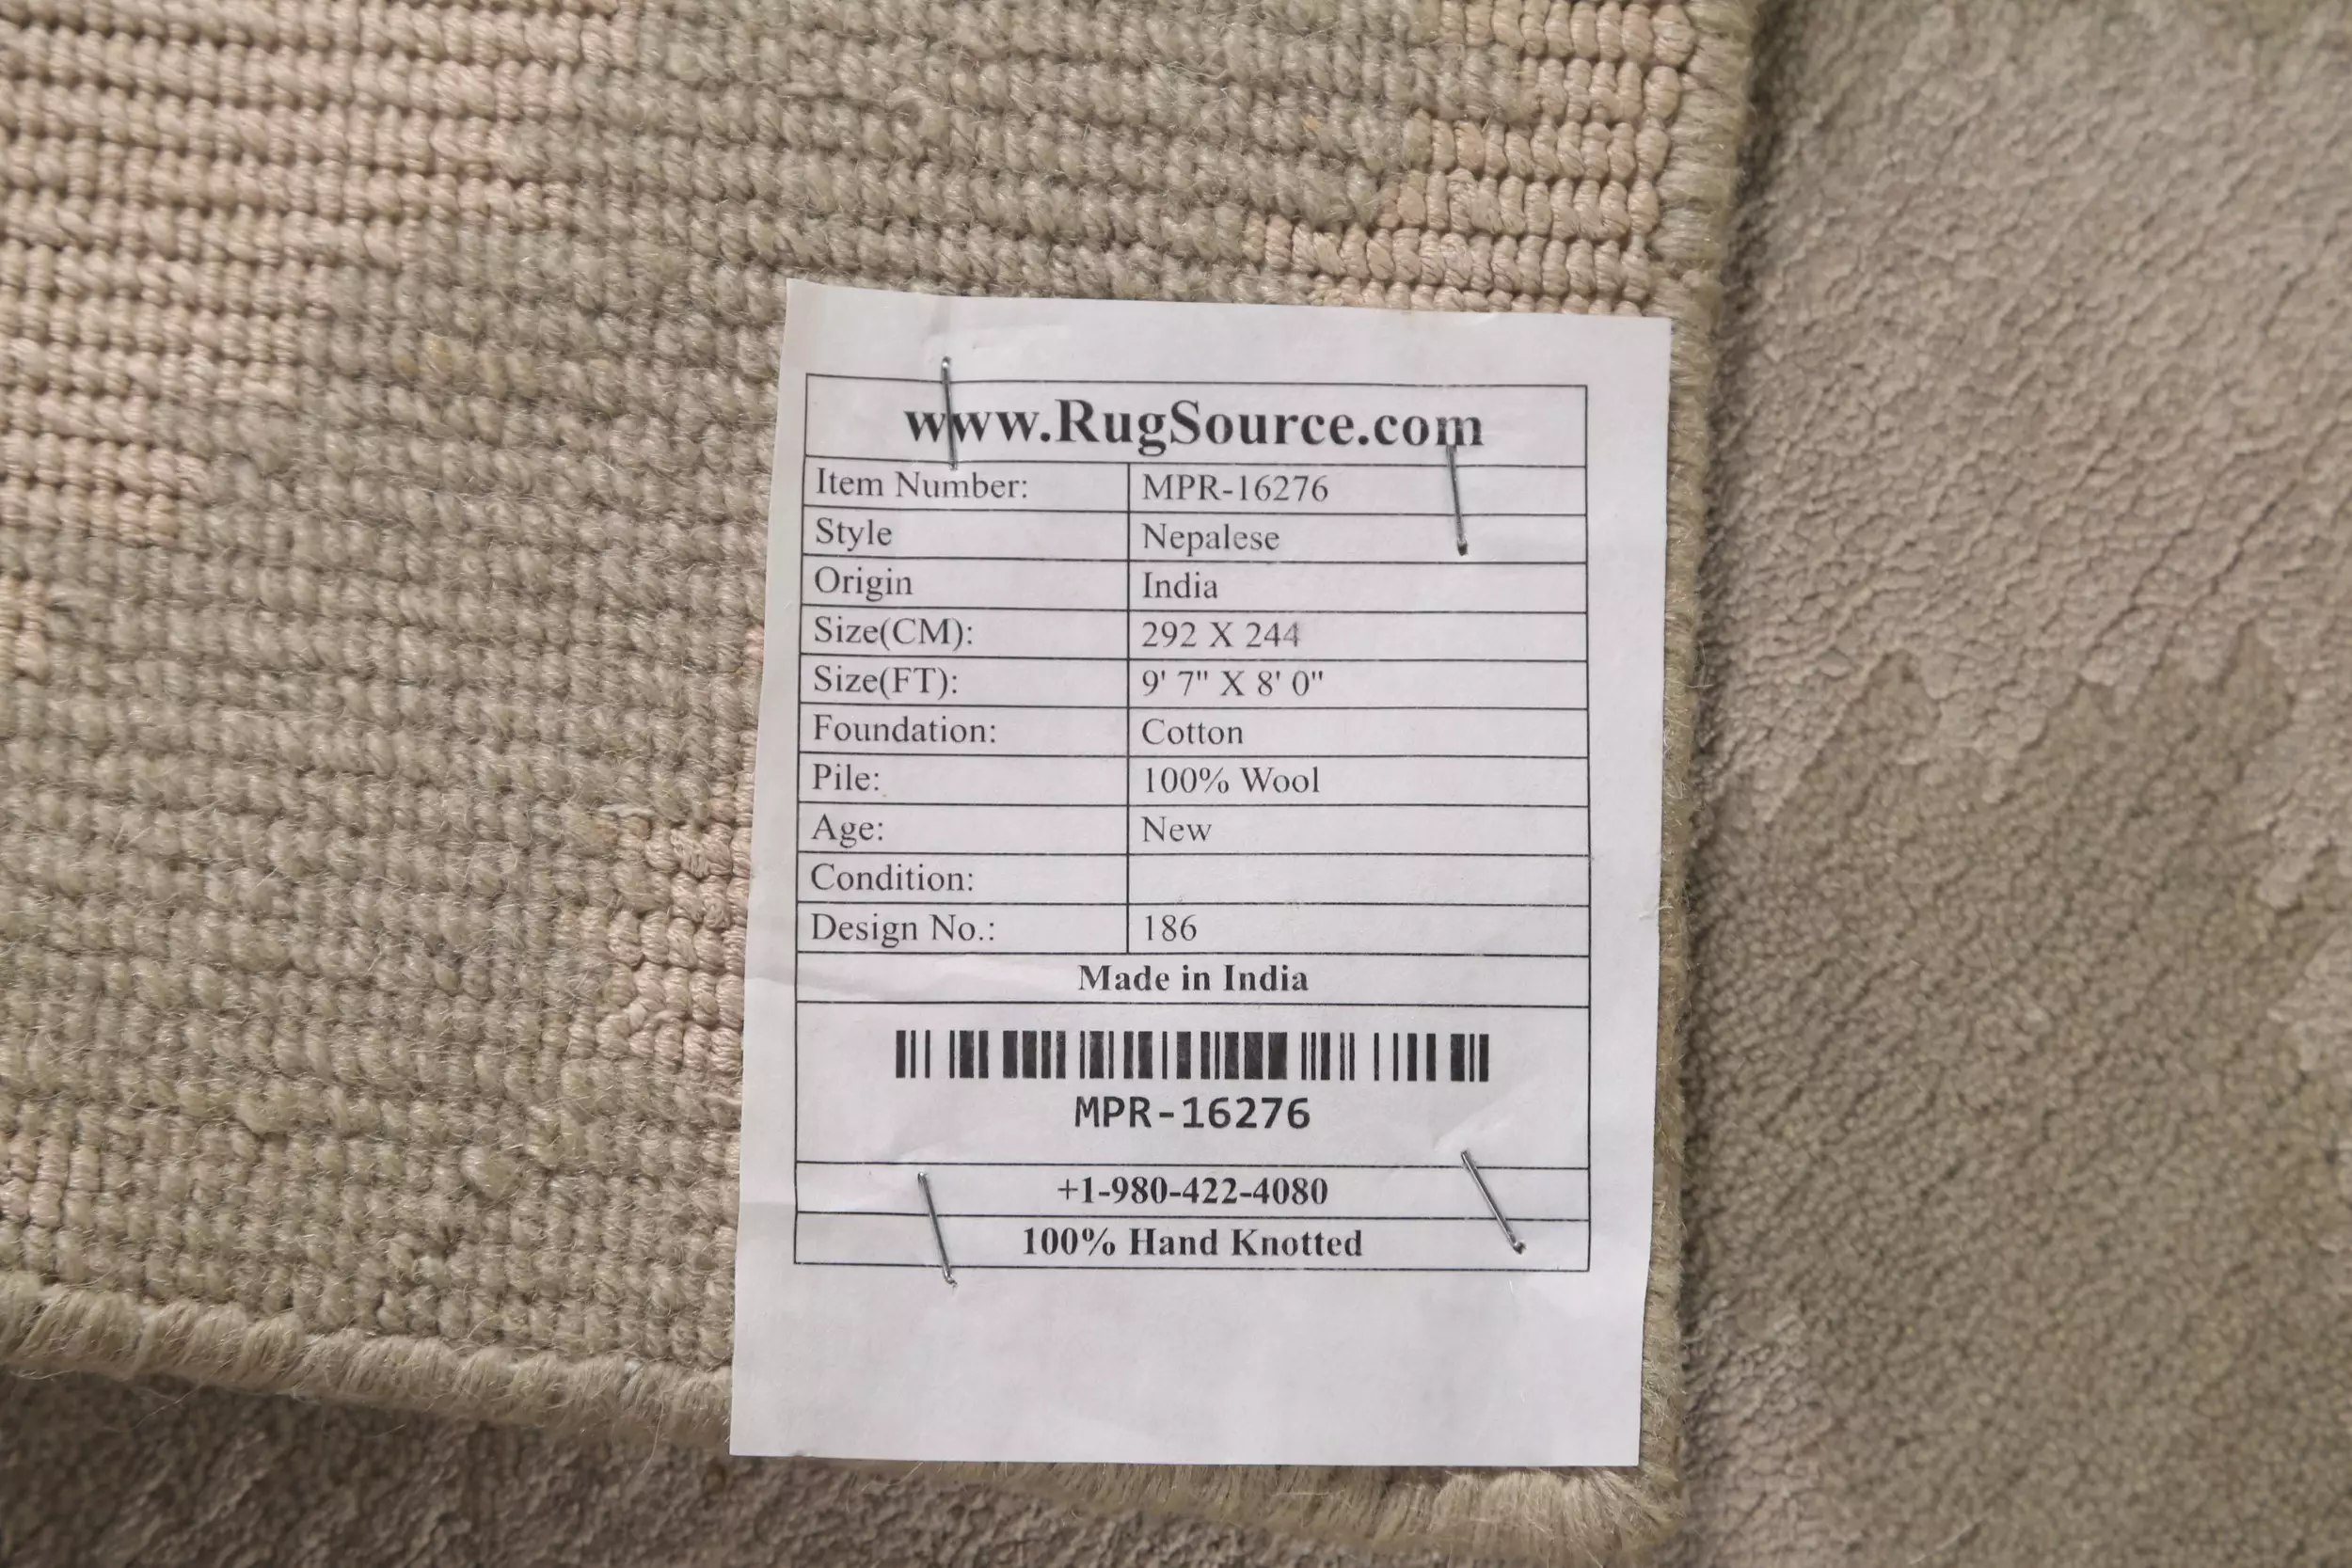 www.RugSource.com
Item Number: MPR-16276
Style Nepalese
Origin India
Size(CM): 292 X 244
Size(FT): 9' 7" X 8' 0"
Foundation: Cotton
Pile: 100% Wool
Age: New
Condition:
Design No.: 186
Made in India
MPR-16276
+1-980-422-4080
100% Hand Knotted